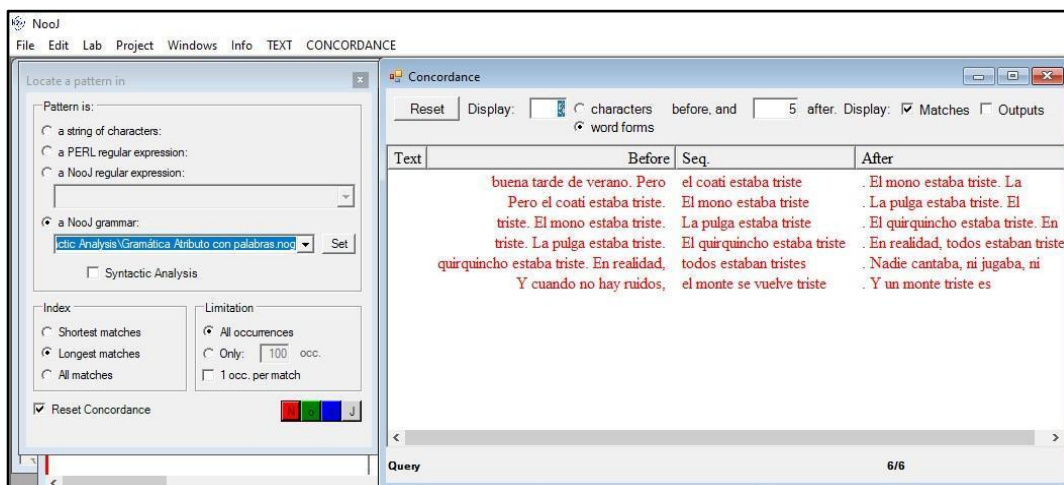 NooJ
File Edit Lab Project Windows Info TEXT CONCORDANCE
Locate a pattern in
Pattern is:
a string of characters:
a PERL regular expression:
a NooJ regular expression:
a NooJ grammar:
ictic Analysis\Gramática Atributo con palabras.nog Set
Syntactic Analysis
Index
Shortest matches
Longest matches
All matches
Limitation
All occurrences
Only: 100 occ.
1 occ. per match
Reset Concordance
N J
Concordance
Reset Display: characters before, and 5 after. Display: Matches Outputs
word forms
Text Before Seq. After
buena tarde de verano. Pero el coati estaba triste . El mono estaba triste. La
Pero el coati estaba triste. El mono estaba triste . La pulga estaba triste. El
triste. El mono estaba triste. La pulga estaba triste . El quirquincho estaba triste. En
triste. La pulga estaba triste. El quirquincho estaba triste . En realidad, todos estaban triste
quirquincho estaba triste. En realidad, todos estaban tristes . Nadie cantaba, ni jugaba, ni
Y cuando no hay ruidos, el monte se vuelve triste . Y un monte triste es
Query 6/6